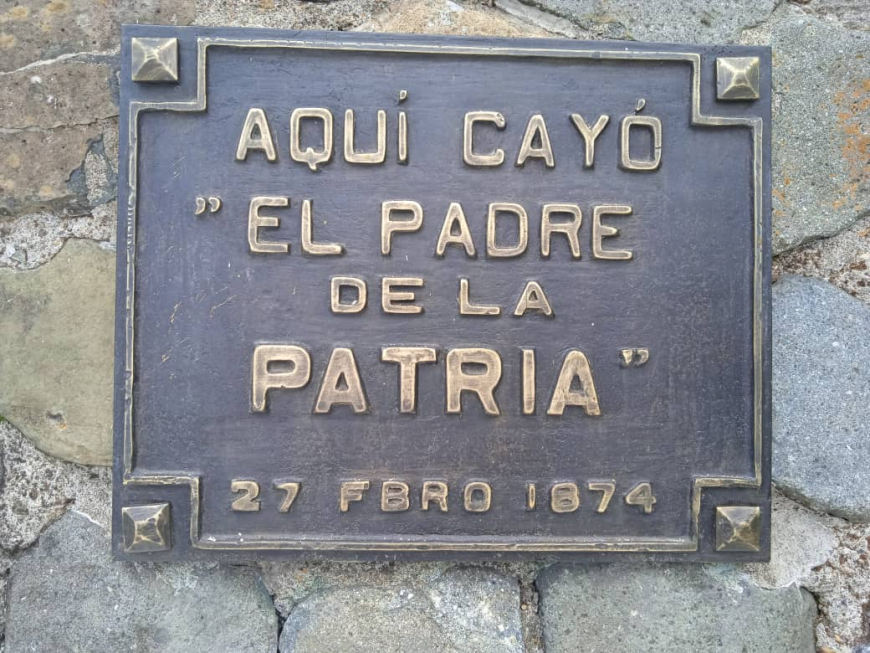 AQUÍ CAYÓ
"EL PADRE
DE LA
PATRIA"
27 FBRO 1874